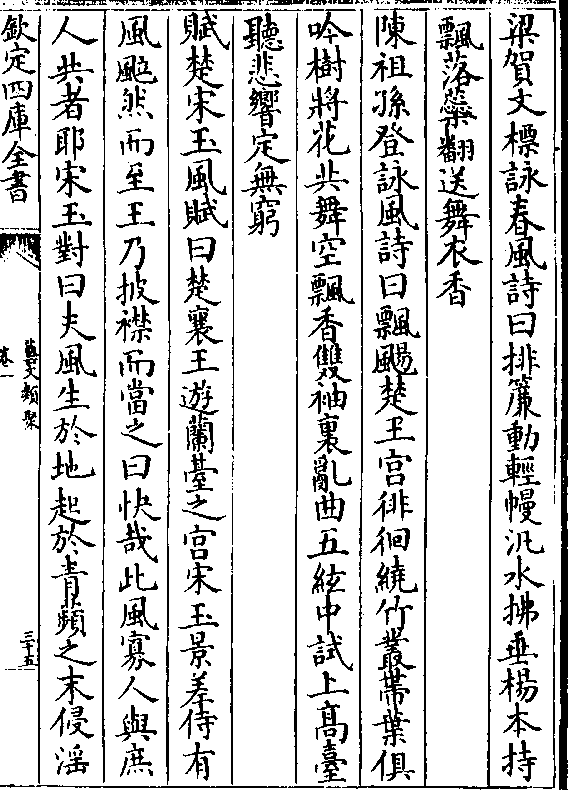 梁賀文標詠春風詩曰排簾動輕幔汎水拂垂楊本持
飄落蘂翻送舞衣香
陳祖孫登詠風詩曰飄颺楚王宫徘徊繞竹叢帶葉俱
吟樹將花共舞空飄香雙袖裏亂曲五絃中試上髙臺
聽悲響定無窮
賦楚宋玉風賦曰楚襄王遊蘭臺之宫宋玉景差侍有
風颯然而至王乃披襟而當之曰快哉此風寡人與庶
人共者耶宋玉對曰夫風生於地起於青蘋之末侵淫
欽定四庫全書
藝文類聚
卷一
三十五